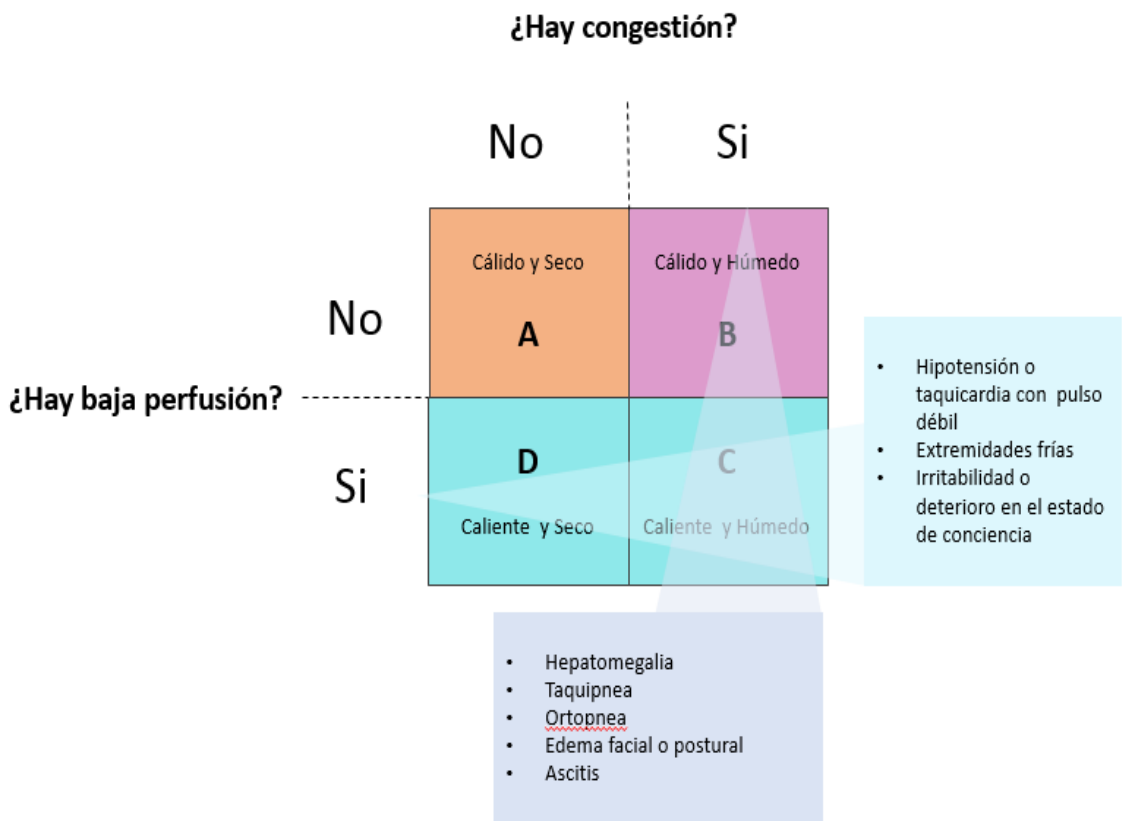 ¿Hay congestión?
No
Si
Cálido y Seco
Cálido y Húmedo
No
A
B
¿Hay baja perfusión?
D
C
Si
Caliente y Seco
Caliente y Húmedo
• Hipotensión o
taquicardia con pulso
débil
• Extremidades frías
• Irritabilidad o
deterioro en el estado
de conciencia
• Hepatomegalia
• Taquipnea
• Ortopnea
• Edema facial o postural
• Ascitis